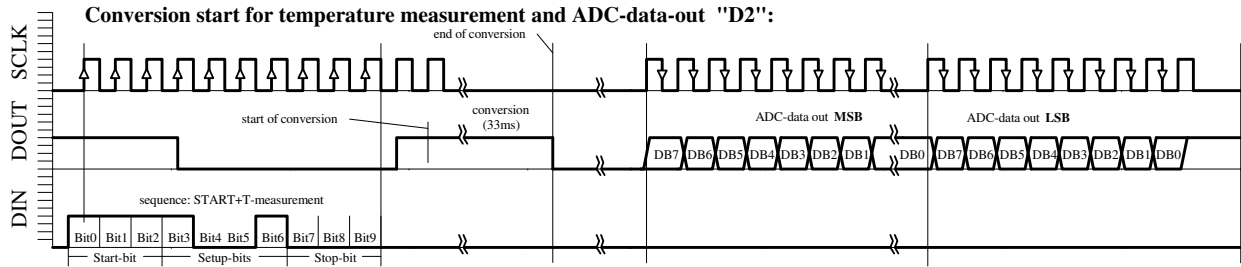 Conversion start for temperature measurement and ADC-data-out "D2":
end of conversion
SCLK
start of conversion
conversion
(33ms)
ADC-data out MSB
ADC-data out LSB
DOUT
DB7 DB6 DB5 DB4 DB3 DB2 DB1 DB0 DB7 DB6 DB5 DB4 DB3 DB2 DB1 DB0
sequence: START+T-measurement
DIN
Bit0 Bit1 Bit2 Bit3 Bit4 Bit5 Bit6 Bit7 Bit8 Bit9
Start-bit Setup-bits Stop-bit